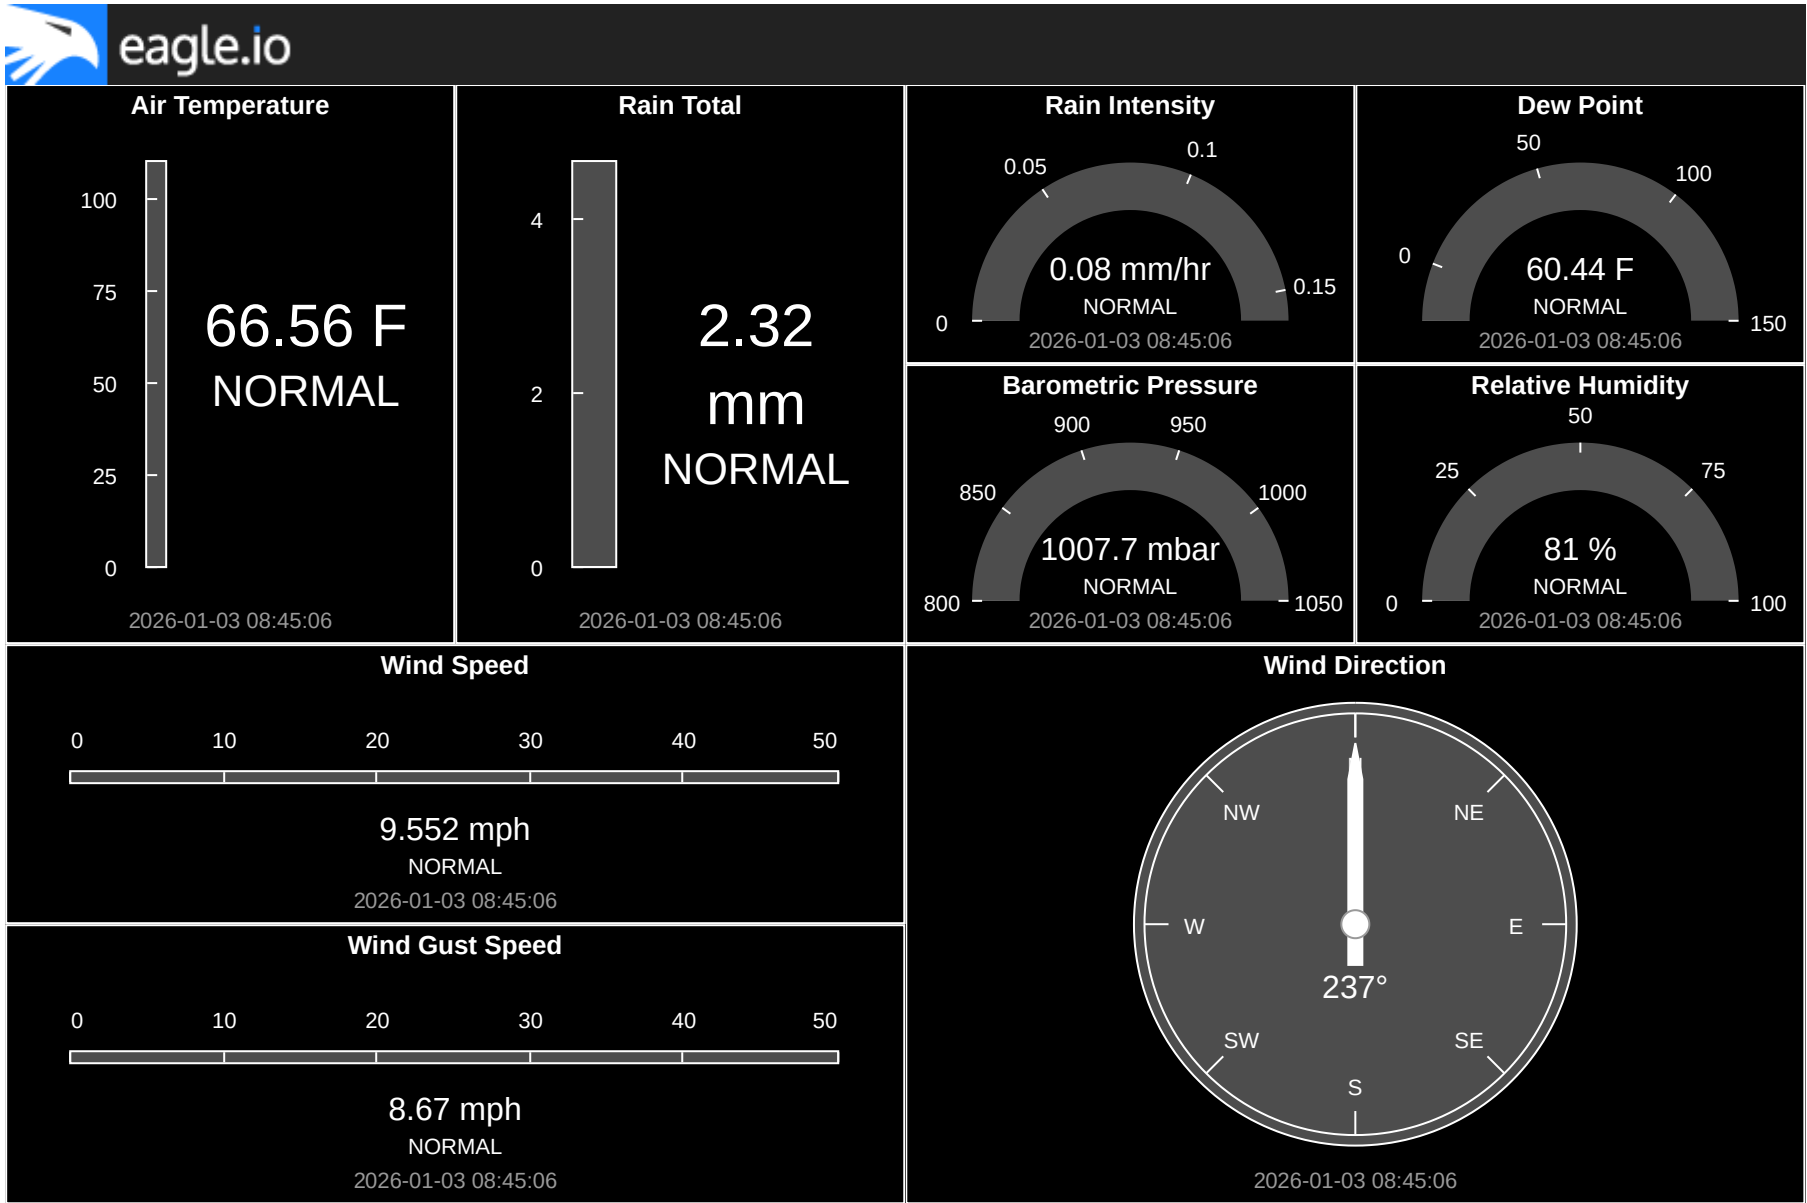 eagle.io
Air Temperature
100
75
50
25
0
66.56 F
NORMAL
2026-01-03 08:45:06
Rain Total
4
2
0
2.32
mm
NORMAL
2026-01-03 08:45:06
Rain Intensity
0
0.05
0.1
0.15
0.08 mm/hr
NORMAL
2026-01-03 08:45:06
Dew Point
0
50
100
150
60.44 F
NORMAL
2026-01-03 08:45:06
Barometric Pressure
800
850
900
950
1000
1050
1007.7 mbar
NORMAL
2026-01-03 08:45:06
Relative Humidity
0
25
50
75
100
81 %
NORMAL
2026-01-03 08:45:06
Wind Speed
0 10 20 30 40 50
9.552 mph
NORMAL
2026-01-03 08:45:06
Wind Gust Speed
0 10 20 30 40 50
8.67 mph
NORMAL
2026-01-03 08:45:06
Wind Direction
NW NE
W E
237°
SW SE
S
2026-01-03 08:45:06